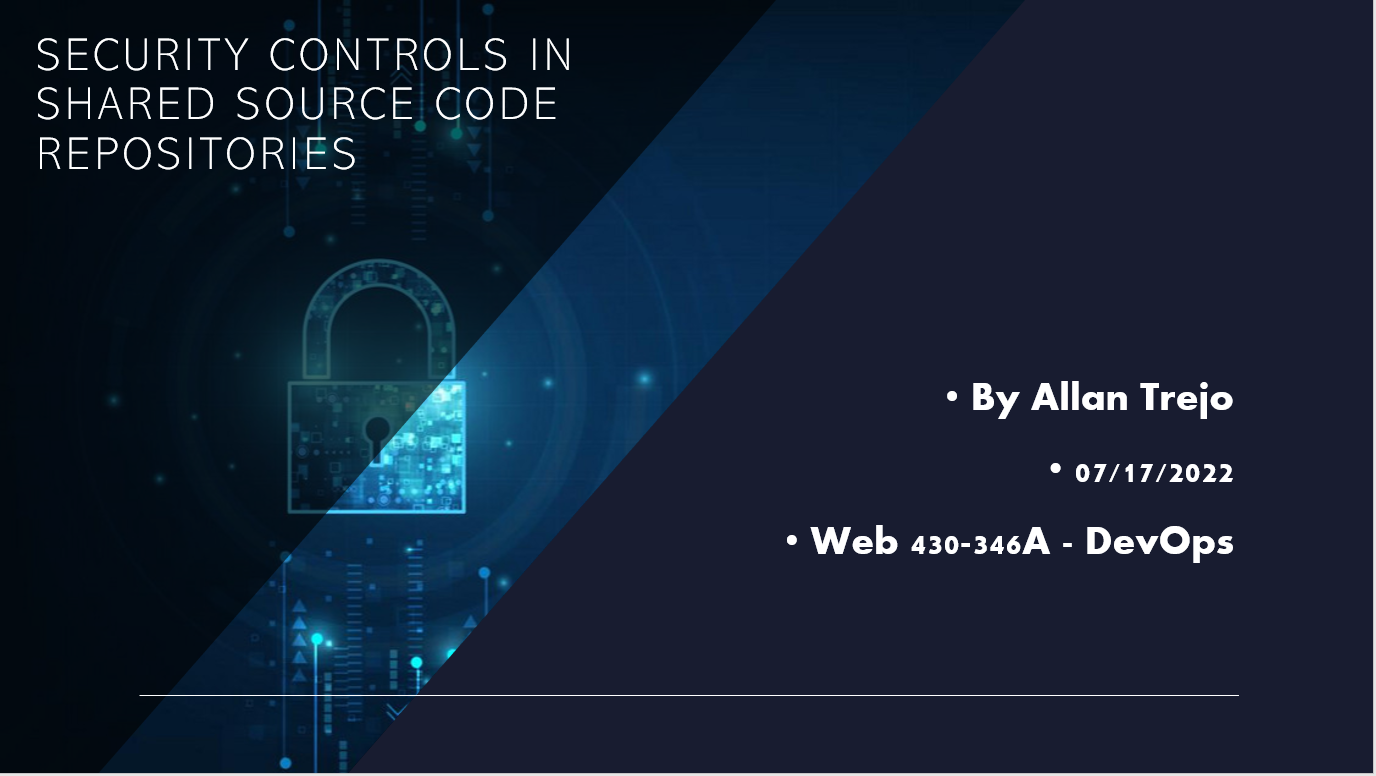 SECURITY CONTROLS IN
SHARED SOURCE CODE
REPOSITORIES
• By Allan Trejo
• 07/17/2022
• Web 430-346A - DevOps